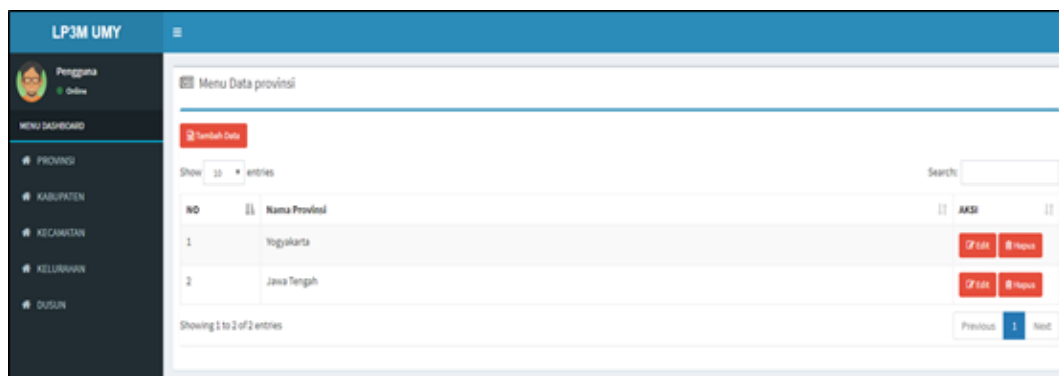 LP3M UMY
Pengguna
Online
MENU DASHBOARD
PROVINSI
KABUPATEN
KECAMATAN
KELURAHAN
DUSUN
Menu Data provinsi
Tambah Data
Show 10 entries
Search:
NO Nama Provinsi AKSI
1 Yogyakarta Edit Hapus
2 Jawa Tengah Edit Hapus
Showing 1 to 2 of 2 entries
Previous 1 Next